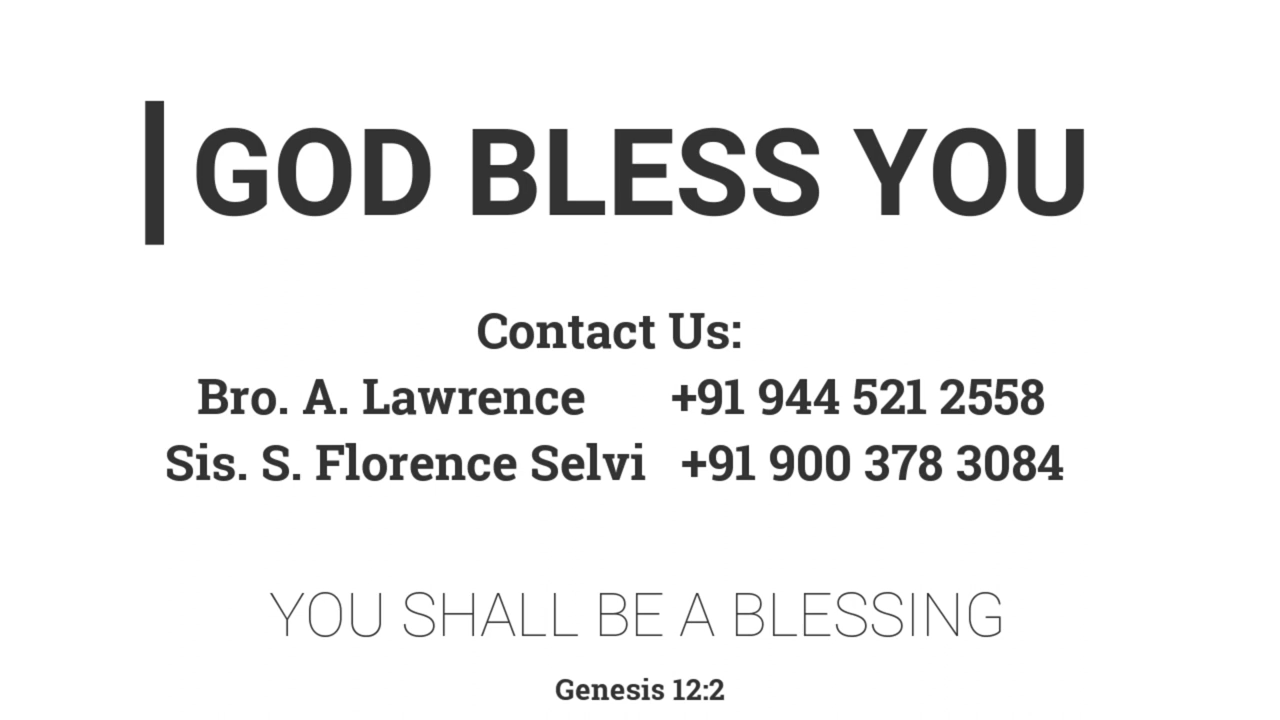 GOD BLESS YOU
Contact Us:
Bro. A. Lawrence +91 944 521 2558
Sis. S. Florence Selvi +91 900 378 3084
YOU SHALL BE A BLESSING
Genesis 12:2